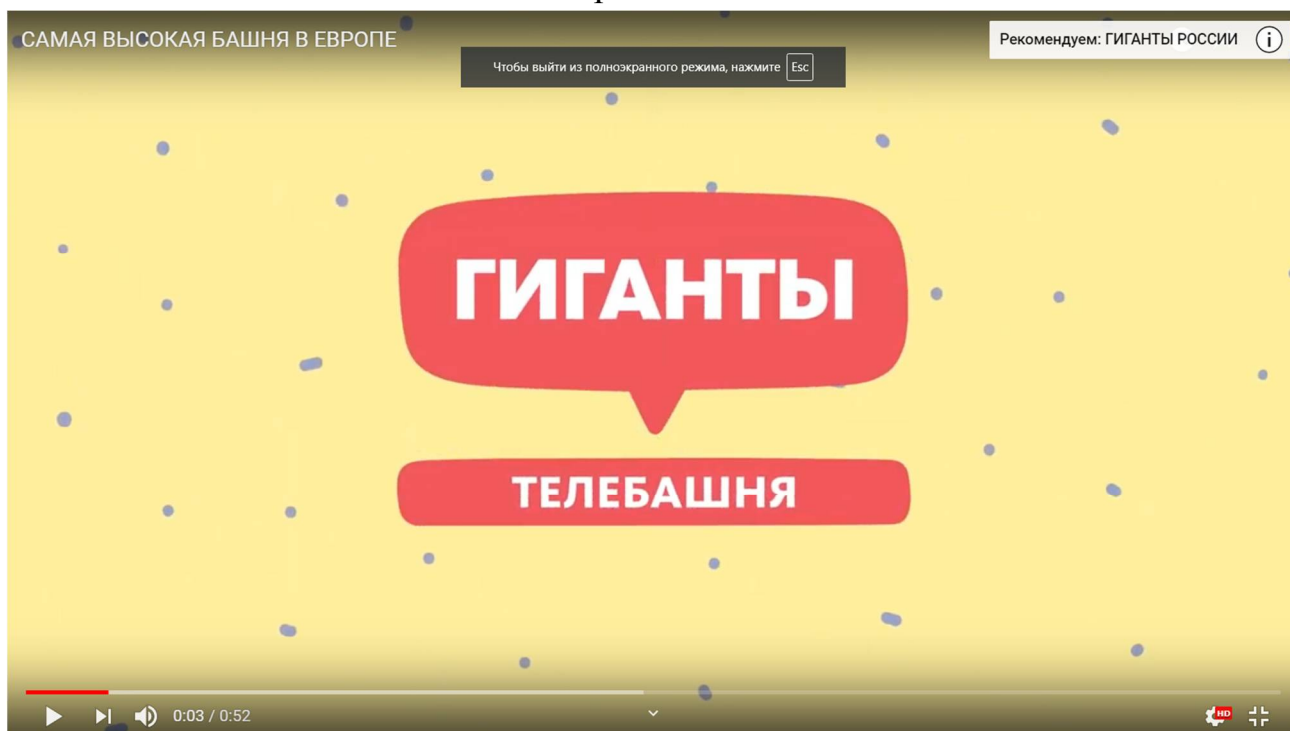 САМАЯ ВЫСОКАЯ БАШНЯ В ЕВРОПЕ
Рекомендуем: ГИГАНТЫ РОССИИ
Чтобы выйти из полноэкранного режима, нажмите Esc
ГИГАНТЫ
ТЕЛЕБАШНЯ
0:03 / 0:52
HD